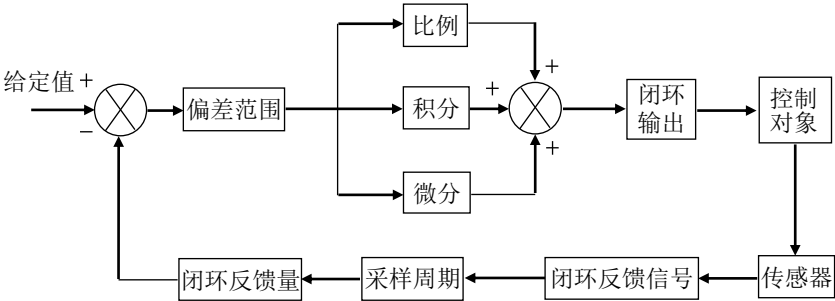 比例
给定值 +
+
闭环
输出
控制
对象
偏差范围
积分
+
−
+
微分
闭环反馈量
采样周期
闭环反馈信号
传感器